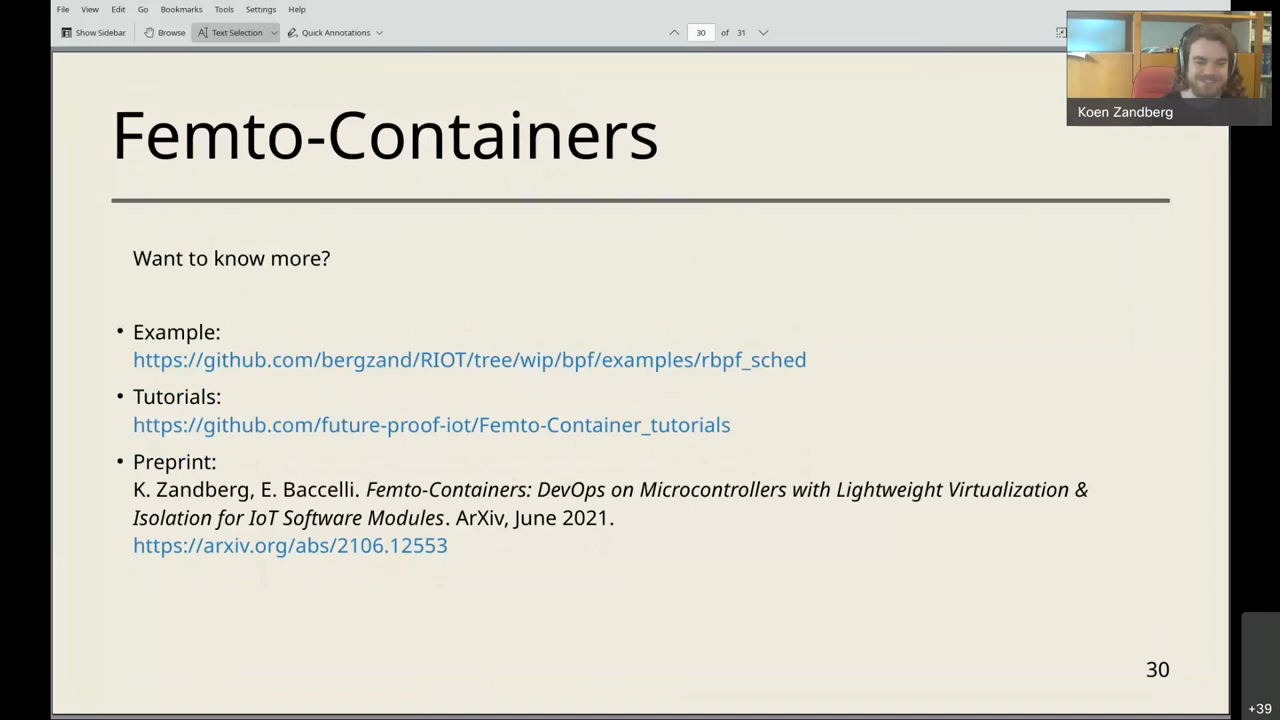 File View Edit Go Bookmarks Tools Settings Help
Show Sidebar Browse Text Selection Quick Annotations 30 of 31
Koen Zandberg
Femto-Containers
Want to know more?
• Example:
https://github.com/bergzand/RIOT/tree/wip/bpf/examples/rbpf_sched
• Tutorials:
https://github.com/future-proof-iot/Femto-Container_tutorials
• Preprint:
K. Zandberg, E. Baccelli. Femto-Containers: DevOps on Microcontrollers with Lightweight Virtualization &
Isolation for IoT Software Modules. ArXiv, June 2021.
https://arxiv.org/abs/2106.12553
30
+39